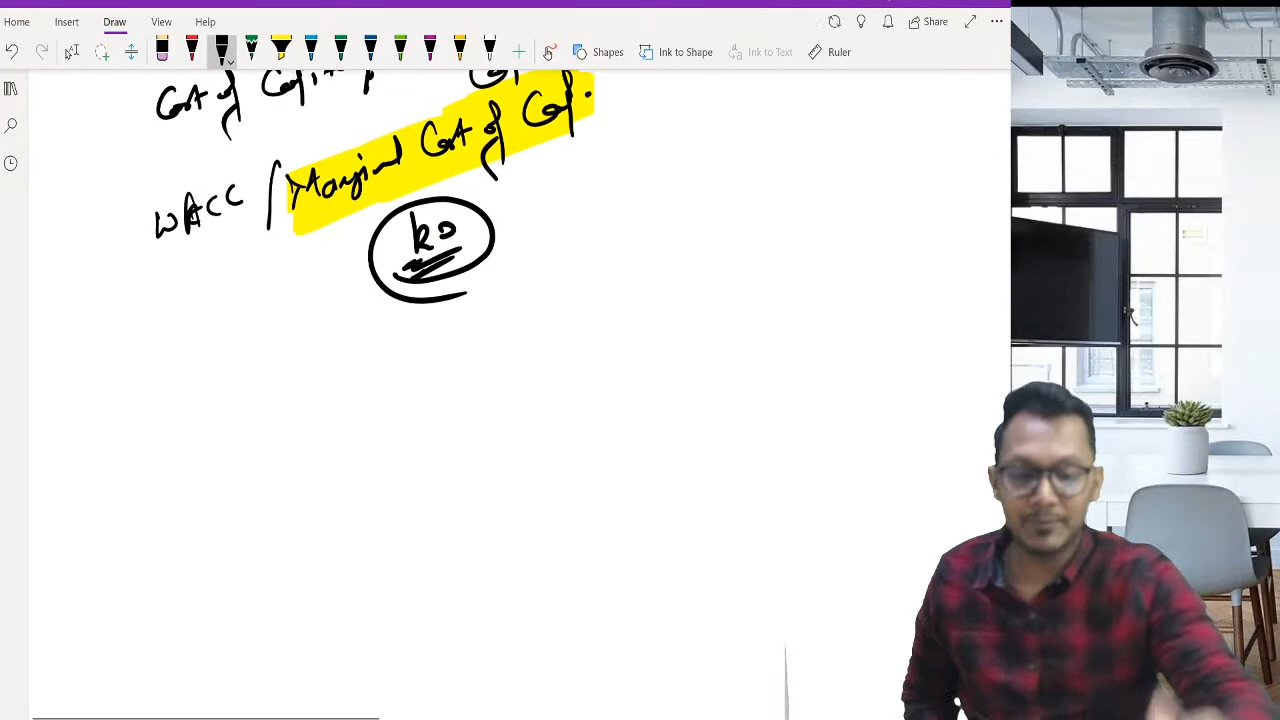 Home Insert Draw View Help Share
Ink to Shape Ink to Text Ruler Shapes
Cost of
WACC / Marginal Cost of Cap.
ko